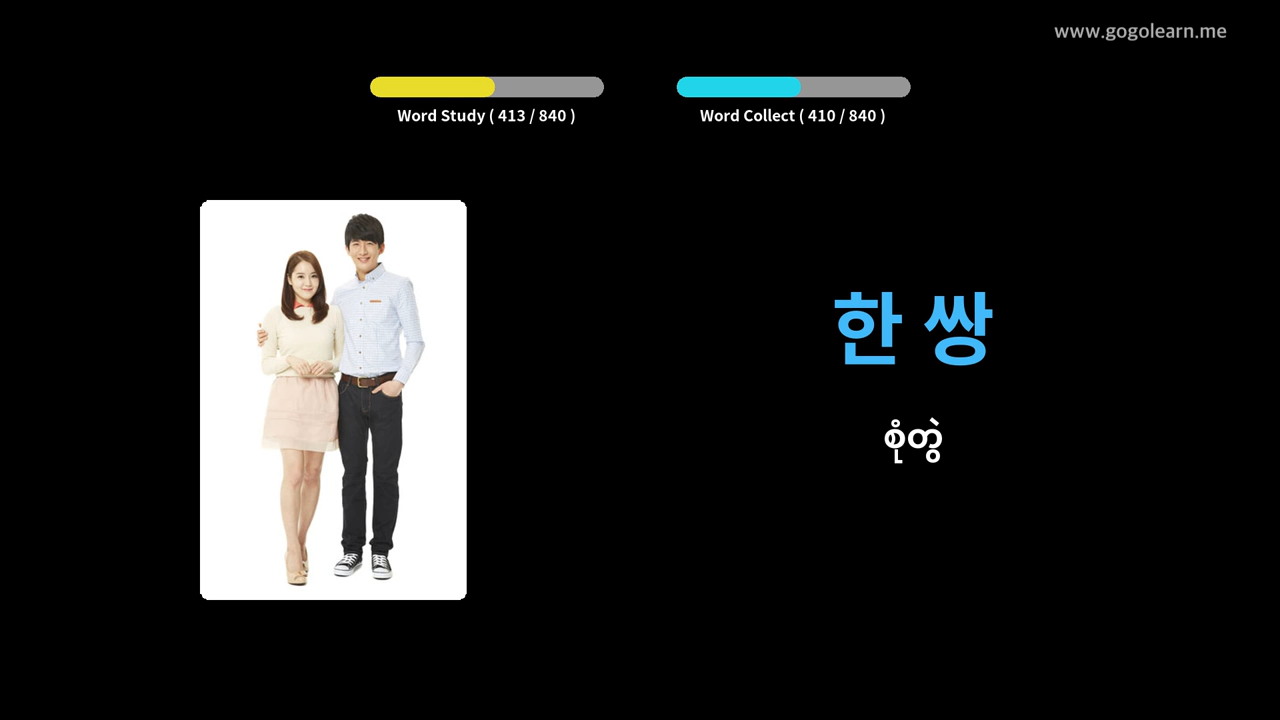 www.gogolearn.me
Word Study ( 413 / 840 )
Word Collect ( 410 / 840 )
한 쌍
စုံတွဲ